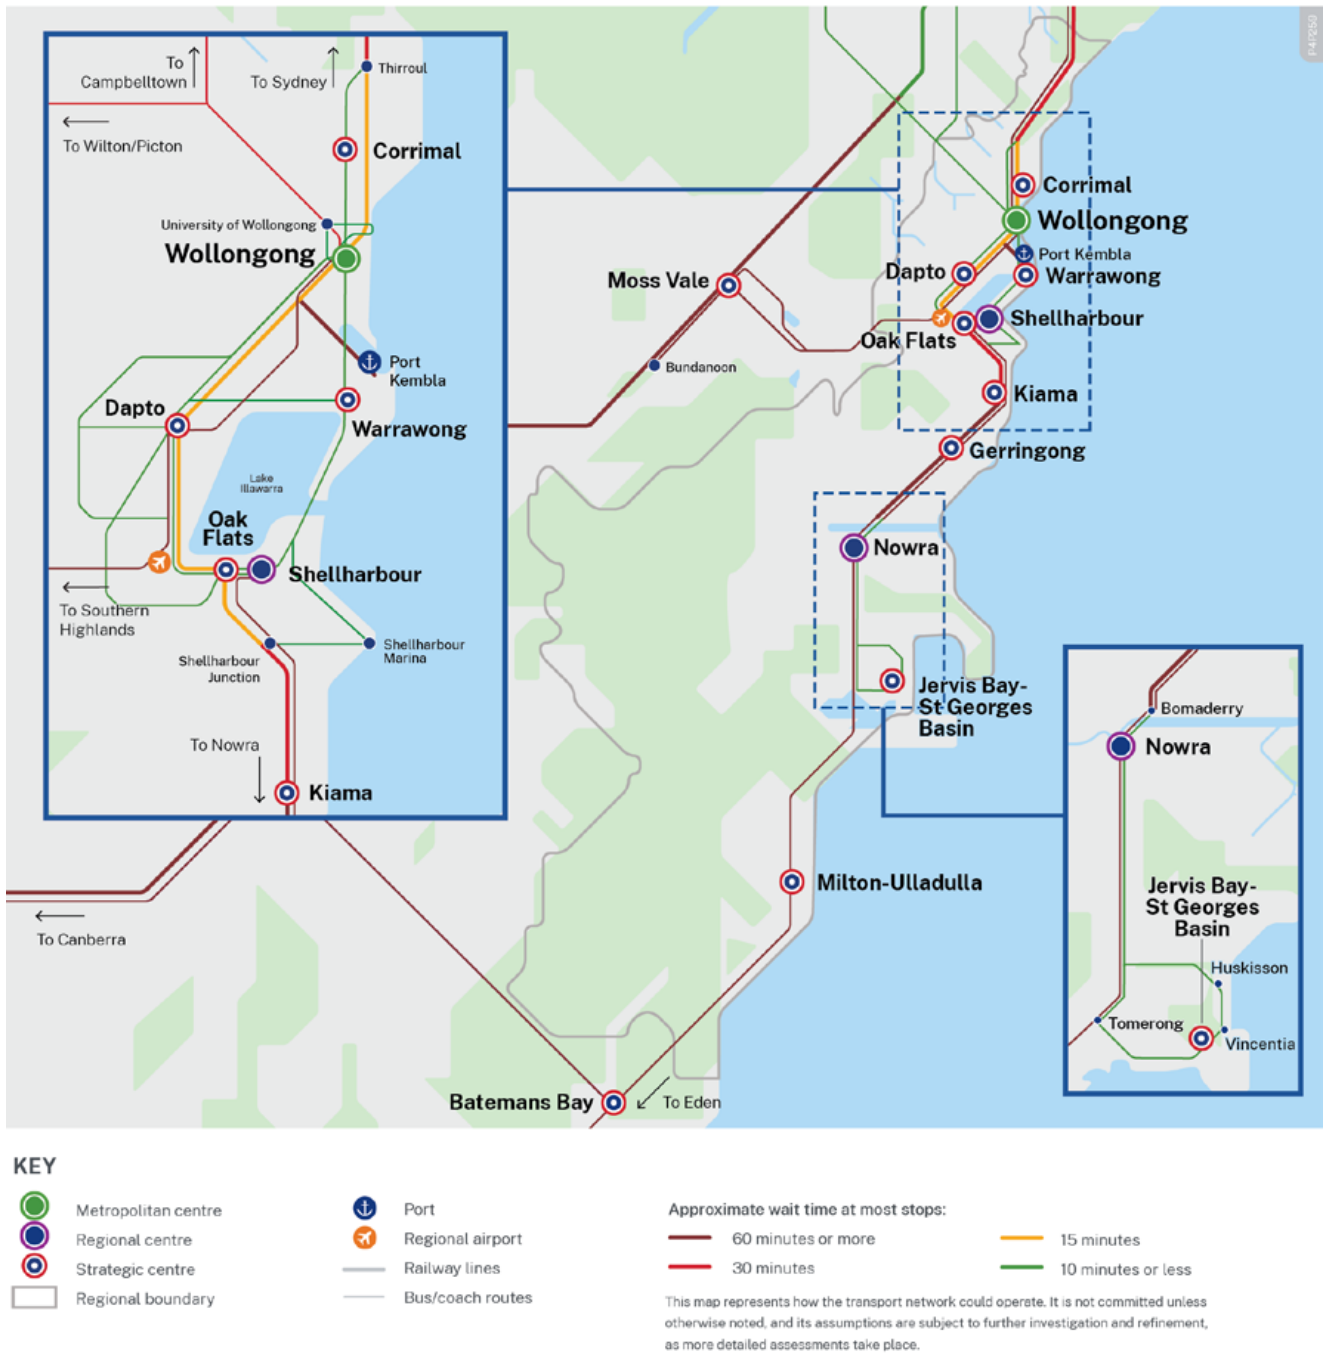 P4P250
To
Campbelltown
To Sydney
Thirroul
To Wilton/Picton
Corrimal
University of Wollongong
Wollongong
Port
Kembla
Dapto
Warrawong
Lake
Illawarra
Oak
Flats
Shellharbour
To Southern
Highlands
Shellharbour
Junction
Shellharbour
Marina
To Nowra
Kiama
Corrimal
Wollongong
Port Kembla
Dapto
Warrawong
Moss Vale
Shellharbour
Oak Flats
Bundanoon
Kiama
Gerringong
Nowra
Jervis Bay-
St Georges
Basin
Milton-Ulladulla
To Canberra
Batemans Bay
To Eden
Bomaderry
Nowra
Jervis Bay-
St Georges
Basin
Huskisson
Tomerong
Vincentia
KEY
Metropolitan centre
Regional centre
Strategic centre
Regional boundary
Port
Regional airport
Railway lines
Bus/coach routes
Approximate wait time at most stops:
60 minutes or more
30 minutes
15 minutes
10 minutes or less
This map represents how the transport network could operate. It is not committed unless
otherwise noted, and its assumptions are subject to further investigation and refinement,
as more detailed assessments take place.